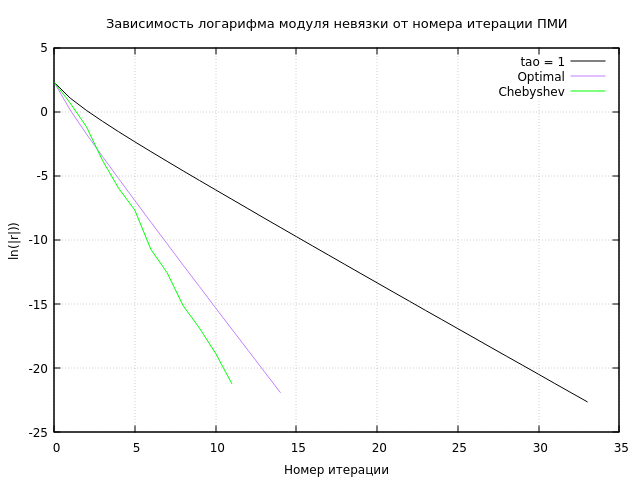 Зависимость логарифма модуля невязки от номера итерации ПМИ
tao = 1
Optimal
Chebyshev
ln(|r|))
5
0
-5
-10
-15
-20
-25
0 5 10 15 20 25 30 35
Номер итерации